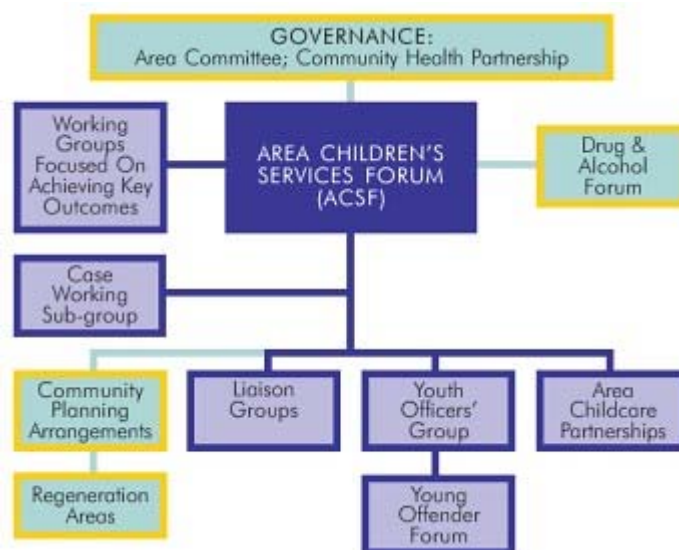 GOVERNANCE:
Area Committee; Community Health Partnership
Working
Groups
Focused On
Achieving Key
Outcomes
AREA CHILDREN'S
SERVICES FORUM
(ACSF)
Drug &
Alcohol
Forum
Case
Working
Sub-group
Community
Planning
Arrangements
Liaison
Groups
Youth
Officers'
Group
Area
Childcare
Partnerships
Regeneration
Areas
Young
Offender
Forum